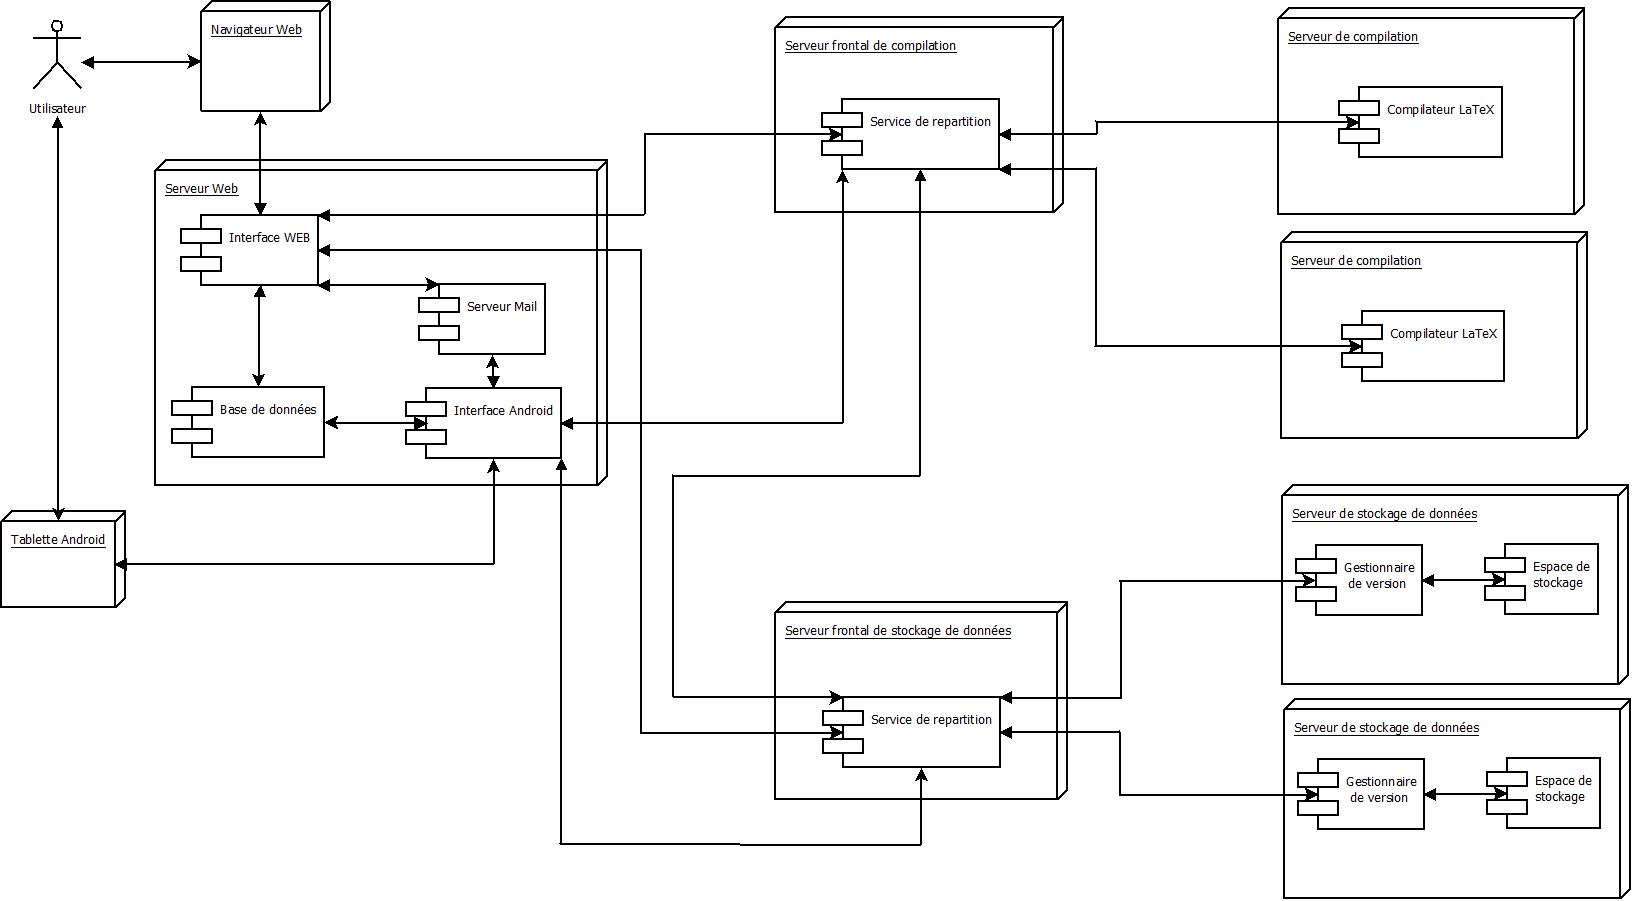 Navigateur Web
Utilisateur
Serveur Web
Interface WEB
Serveur Mail
Base de données
Interface Android
Tablette Android
Serveur frontal de compilation
Service de repartition
Serveur de compilation
Compilateur LaTeX
Serveur de compilation
Compilateur LaTeX
Serveur frontal de stockage de données
Service de repartition
Serveur de stockage de données
Gestionnaire
de version
Espace de
stockage
Serveur de stockage de données
Gestionnaire
de version
Espace de
stockage